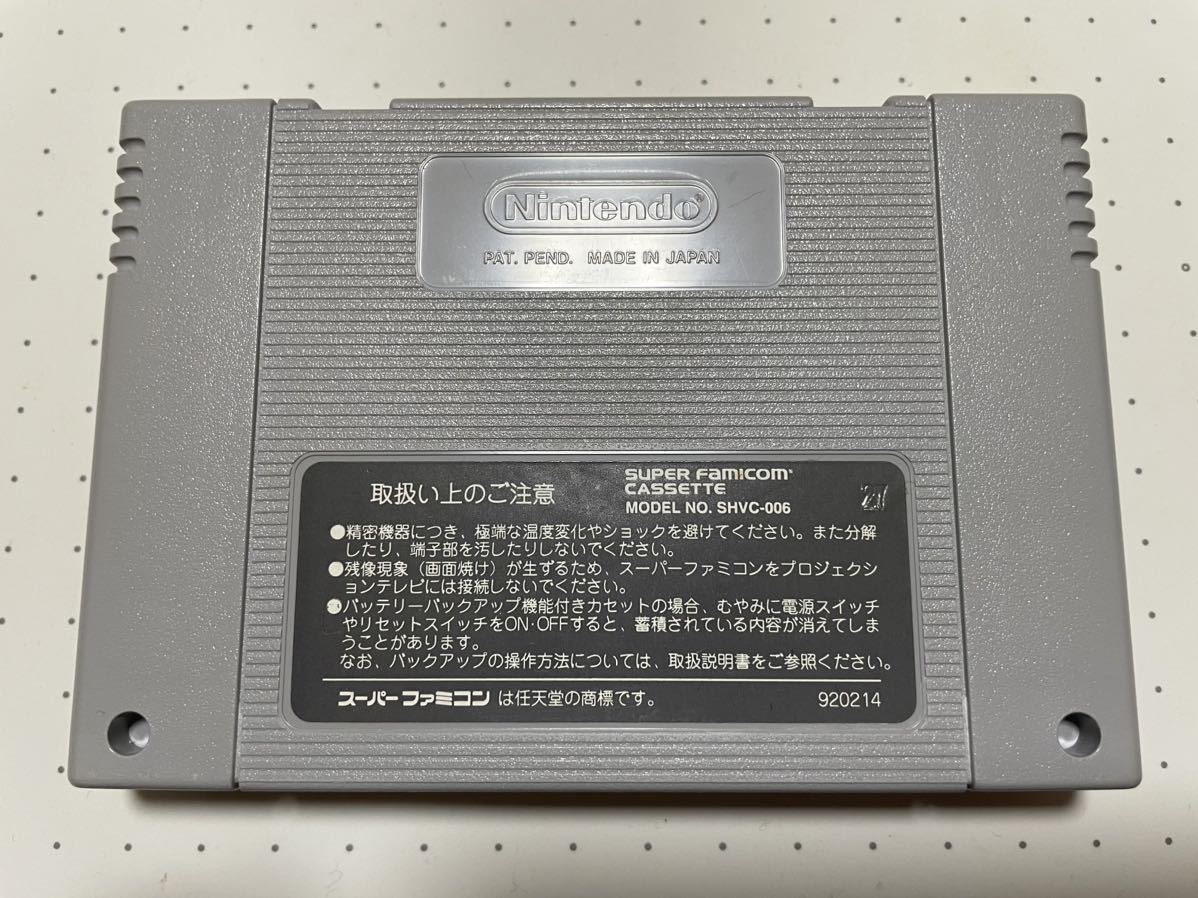 Nintendo®
PAT. PEND. MADE IN JAPAN
取扱い上のご注意
SUPER FAMICOM
CASSETTE
MODEL NO. SHVC-006
27
●精密機器につき、極端な温度変化やショックを避けてください。また分解
したり、端子部を汚したりしないでください。
●残像現象（画面焼け）が生ずるため、スーパーファミコンをプロジェクシ
ョンテレビには接続しないでください。
●バッテリーバックアップ機能付きカセットの場合、むやみに電源スイッチ
やリセットスイッチをON・OFFすると、蓄積されている内容が消えてしま
うことがあります。
なお、バックアップの操作方法については、取扱説明書をご参照ください。
スーパーファミコン は任天堂の商標です。
920214